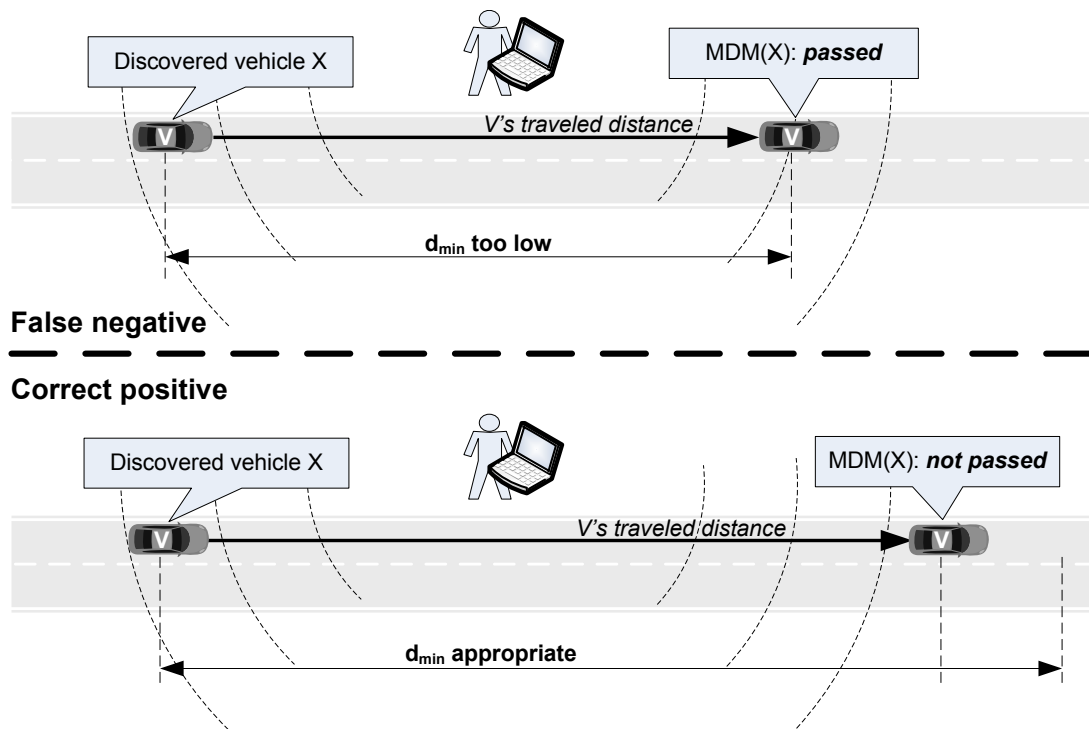 Discovered vehicle X
MDM(X): passed
V's traveled distance
V
V
dmin too low
False negative
Correct positive
Discovered vehicle X
MDM(X): not passed
V's traveled distance
V
V
dmin appropriate